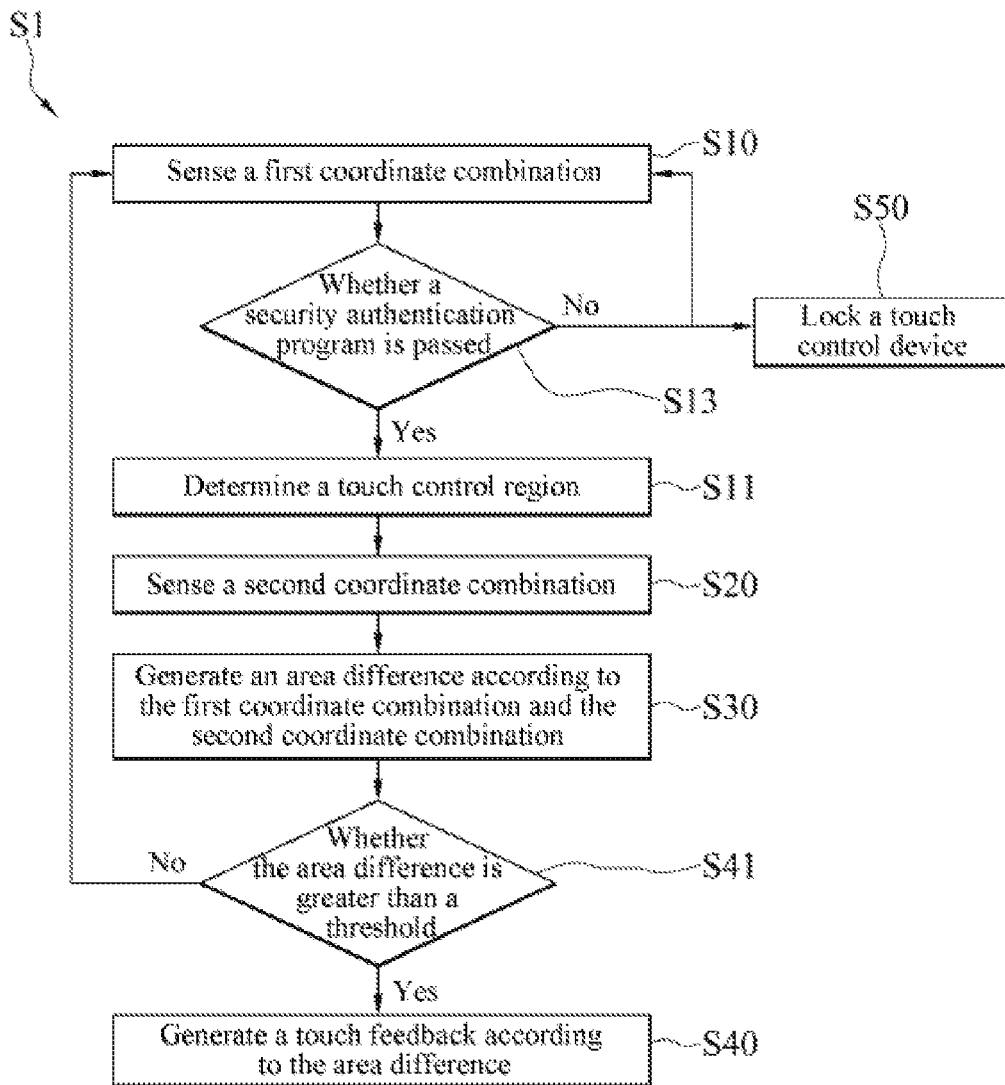 S1
Sense a first coordinate combination
S10
Whether a
security authentication
program is passed
No
S13
S50
Lock a touch
control device
Yes
Determine a touch control region
S11
Sense a second coordinate combination
S20
Generate an area difference according to
the first coordinate combination and the
second coordinate combination
S30
Whether
the area difference is
greater than a
threshold
No
S41
Yes
Generate a touch feedback according
to the area difference
S40